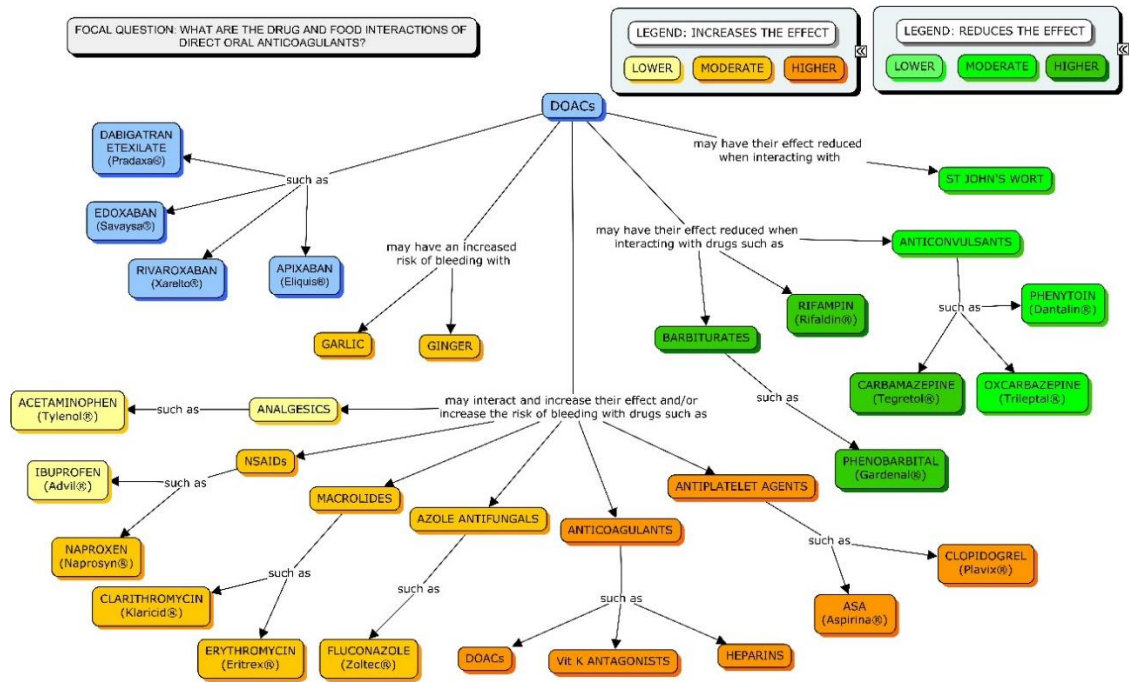 FOCAL QUESTION: WHAT ARE THE DRUG AND FOOD INTERACTIONS OF
DIRECT ORAL ANTICOAGULANTS?
LEGEND: INCREASES THE EFFECT
LOWER
MODERATE
HIGHER
LEGEND: REDUCES THE EFFECT
LOWER
MODERATE
HIGHER
DOACs
such as
DABIGATRAN
ETEXILATE
(Pradaxa®)
EDOXABAN
(Savaysa®)
RIVAROXABAN
(Xarelto®)
APIXABAN
(Eliquis®)
may have an increased
risk of bleeding with
GARLIC
GINGER
may have their effect reduced
when interacting with
ST JOHN'S WORT
may have their effect reduced when
interacting with drugs such as
ANTICONVULSANTS
such as
PHENYTOIN
(Dantalin®)
CARBAMAZEPINE
(Tegretol®)
OXCARBAZEPINE
(Trileptal®)
RIFAMPIN
(Rifaldin®)
BARBITURATES
such as
PHENOBARBITAL
(Gardenal®)
may interact and increase their effect and/or
increase the risk of bleeding with drugs such as
ANALGESICS
such as
ACETAMINOPHEN
(Tylenol®)
NSAIDs
such as
IBUPROFEN
(Advil®)
NAPROXEN
(Naprosyn®)
MACROLIDES
such as
CLARITHROMYCIN
(Klaricid®)
ERYTHROMYCIN
(Eritrex®)
AZOLE ANTIFUNGALS
such as
FLUCONAZOLE
(Zoltec®)
ANTICOAGULANTS
such as
DOACs
Vit K ANTAGONISTS
HEPARINS
ANTIPLATELET AGENTS
such as
CLOPIDOGREL
(Plavix®)
ASA
(Aspirina®)